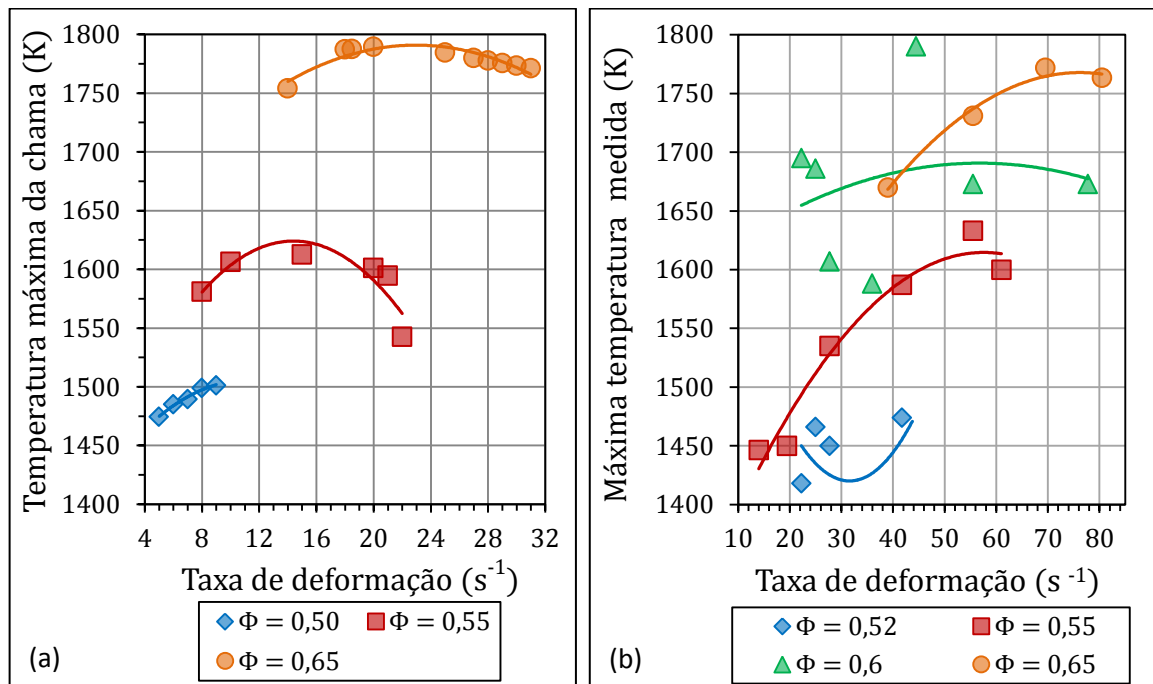 Temperatura máxima da chama (K)
1800
1750
1700
1650
1600
1550
1500
1450
1400
4 8 12 16 20 24 28 32
Taxa de deformação (s-1)
Φ = 0,50 Φ = 0,55
Φ = 0,65
(a)
Máxima temperatura medida (K)
1800
1750
1700
1650
1600
1550
1500
1450
1400
10 20 30 40 50 60 70 80
Taxa de deformação (s -1)
Φ = 0,52 Φ = 0,55
Φ = 0,6 Φ = 0,65
(b)